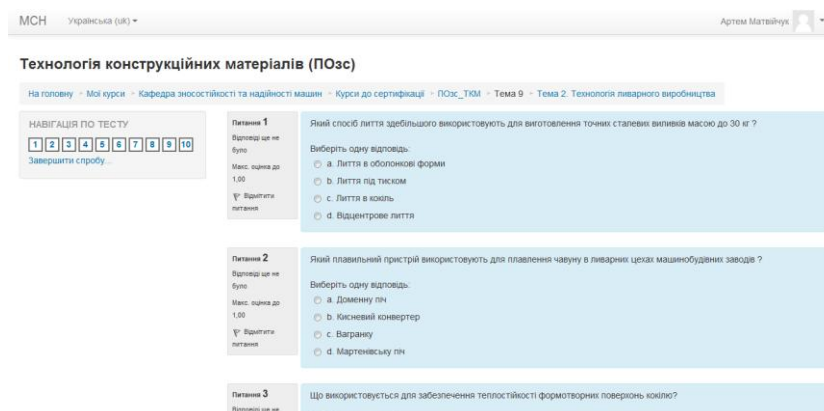 МСН Українська (uk) Артем Матвійчук
Технологія конструкційних матеріалів (ПОзс)
На головну Мої курси Кафедра зносостійкості та надійності машин Курси до сертифікації ПОзс_ТКМ Тема 9 Тема 2. Технологія ливарного виробництва
НАВІГАЦІЯ ПО ТЕСТУ
1 2 3 4 5 6 7 8 9 10
Завершити спробу...
Питання 1
Відповіді ще не
було
Макс. оцінка до
1,00
Відмітити
питання
Який спосіб лиття здебільшого використовують для виготовлення точних сталевих виливків масою до 30 кг ?
Виберіть одну відповідь:
a. Лиття в оболонкові форми
b. Лиття під тиском
c. Лиття в кокіль
d. Відцентрове лиття
Питання 2
Відповіді ще не
було
Макс. оцінка до
1,00
Відмітити
питання
Який плавильний пристрій використовують для плавлення чавуну в ливарних цехах машинобудівних заводів ?
Виберіть одну відповідь:
a. Доменну піч
b. Кисневий конвертер
c. Вагранку
d. Мартенівську піч
Питання 3
Відповіді ще не
Що використовується для забезпечення теплостійкості формотворних поверхонь кокілю?